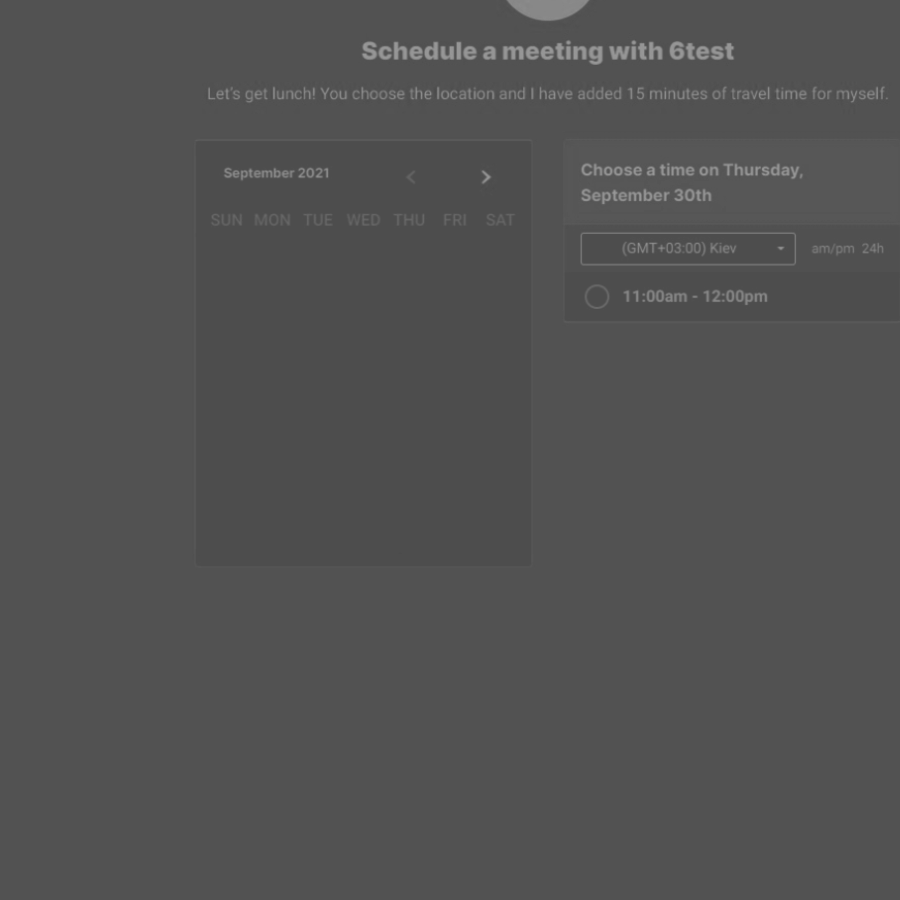 Schedule a meeting with 6test
Let's get lunch! You choose the location and I have added 15 minutes of travel time for myself.
September 2021
SUN MON TUE WED THU FRI SAT
Choose a time on Thursday,
September 30th
(GMT+03:00) Kiev
am/pm 24h
11:00am - 12:00pm